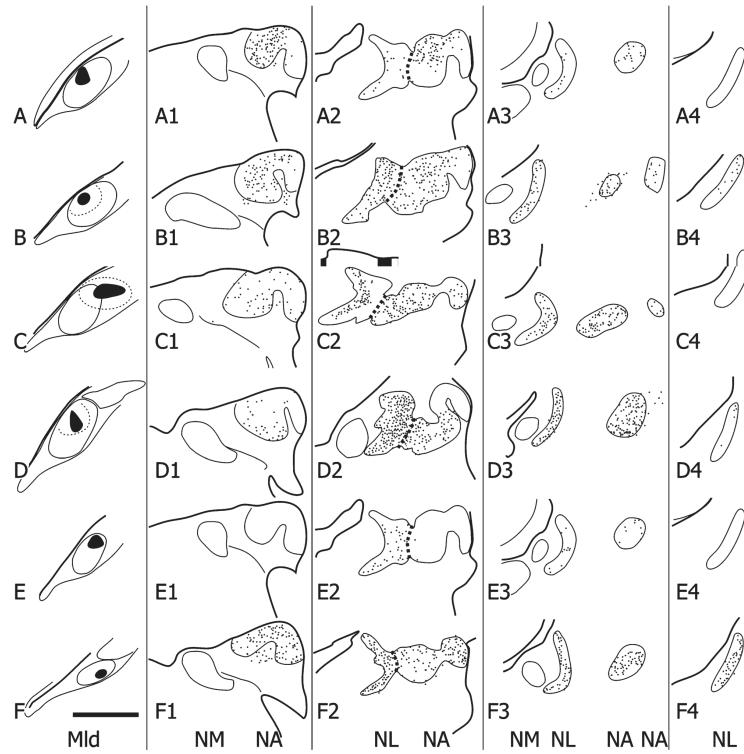 A A1 A2 A3 A4
B B1 B2 B3 B4
C C1 C2 C3 C4
D D1 D2 D3 D4
E E1 E2 E3 E4
F F1 F2 F3 F4
Mld NM NA NL NA NM NL NA NA NL